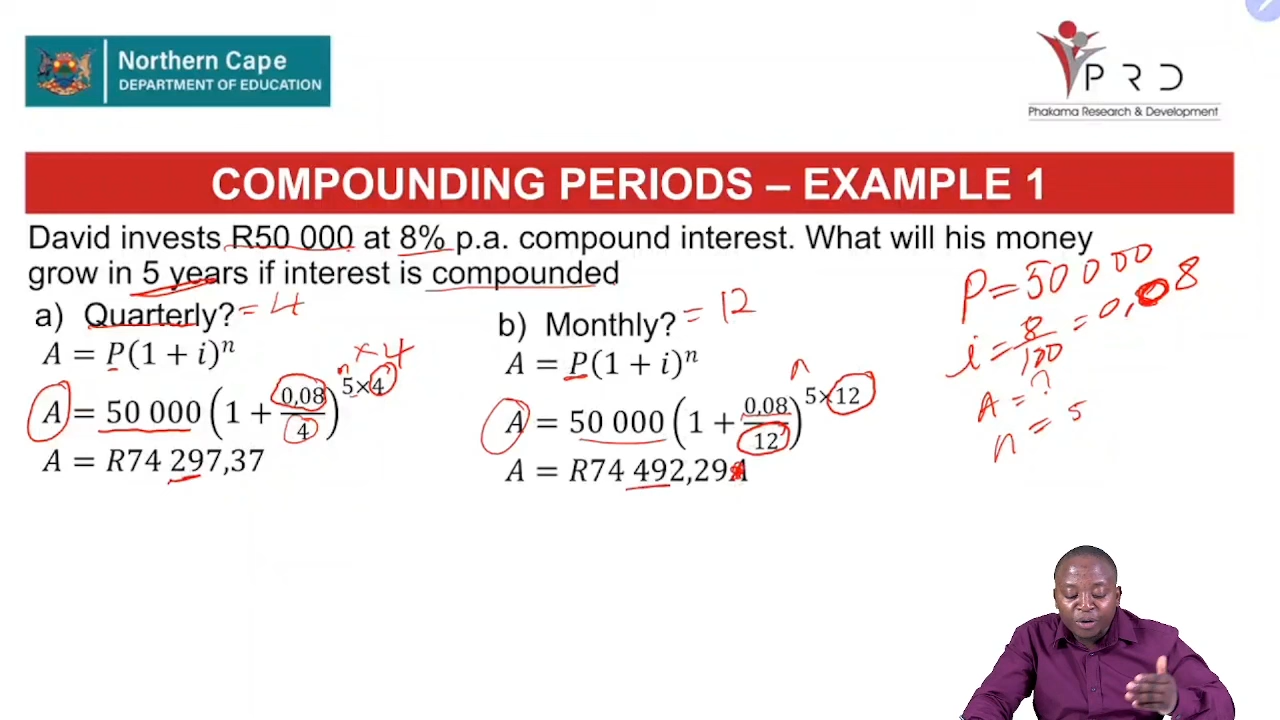 Northern Cape
DEPARTMENT OF EDUCATION
PRD
Phakama Research & Development
COMPOUNDING PERIODS – EXAMPLE 1
David invests R50 000 at 8% p.a. compound interest. What will his money
grow in 5 years if interest is compounded
a) Quarterly? = 4
A = P(1 + i)^n
n × 4
A = 50 000 (1 + 0,08/4)^5×4
A = R74 297,37
b) Monthly? = 12
A = P(1 + i)^n
n
A = 50 000 (1 + 0,08/12)^5×12
A = R74 492,29
P = 50 000
i = 8/100 = 0,08
A = ?
n = 5